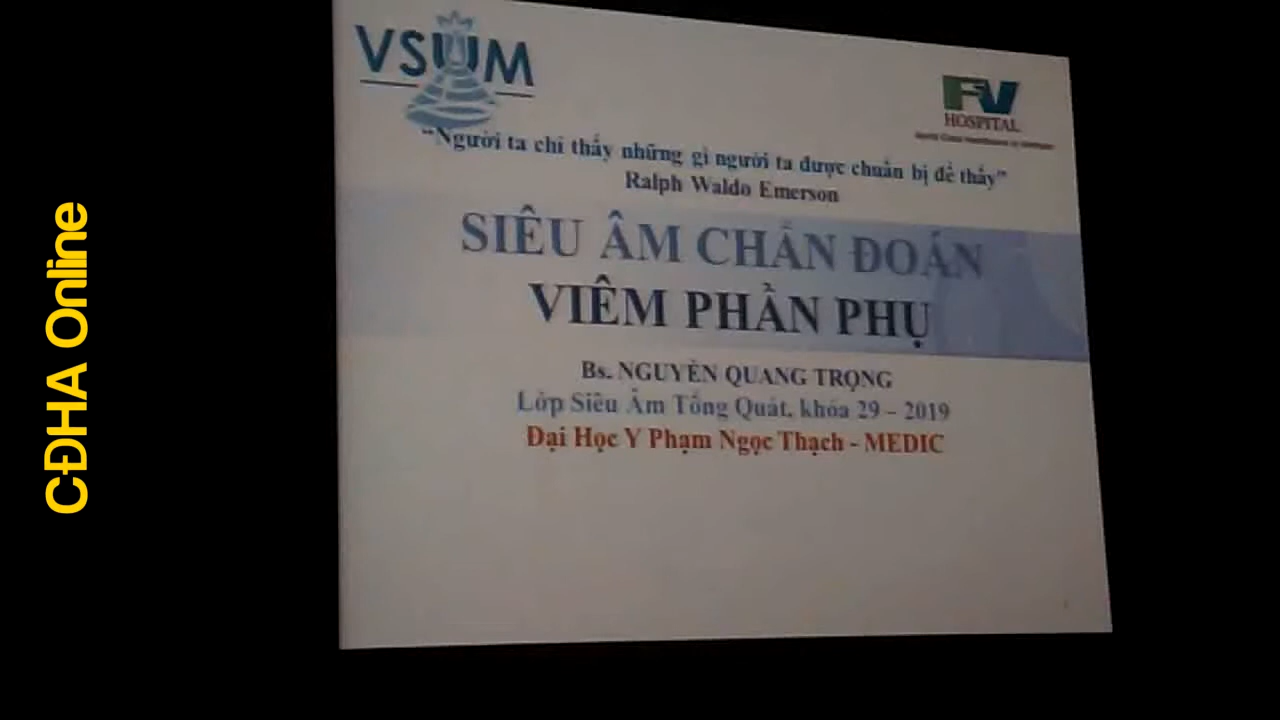 CĐHA Online
VSUM
FV
HOSPITAL
“Người ta chỉ thấy những gì người ta được chuẩn bị để thấy”
Ralph Waldo Emerson
SIÊU ÂM CHẨN ĐOÁN
VIÊM PHẦN PHỤ
Bs. NGUYỄN QUANG TRỌNG
Lớp Siêu Âm Tổng Quát, khóa 29 – 2019
Đại Học Y Phạm Ngọc Thạch - MEDIC